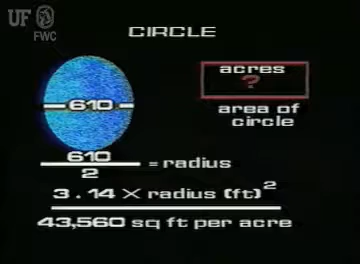 UF
FWC
CIRCLE
610
acres
?
area of
circle
610
2
= radius
3.14 X radius (ft)2
43,560 sq ft per acre